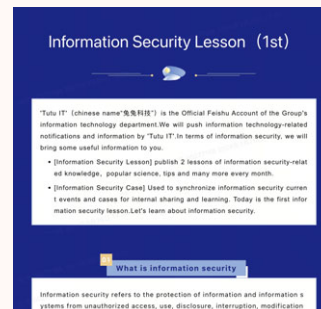 Information Security Lesson（1st）
'Tutu IT'（chinese name"兔兔科技"）is the Official Feishu Account of the Group's
information technology department.We will push information technology-related
notifications and information by 'Tutu IT'.In terms of information security, we will
bring some useful information to you.
• [Information Security Lesson] publish 2 lessons of information security-relat
ed knowledge, popular science, tips and many more every month.
• [Information Security Case] Used to synchronize information security curren
t events and cases for internal sharing and learning. Today is the first infor
mation security lesson.Let's learn about information security.
01
What is information security
Information security refers to the protection of information and information s
ystems from unauthorized access, use, disclosure, interruption, modification